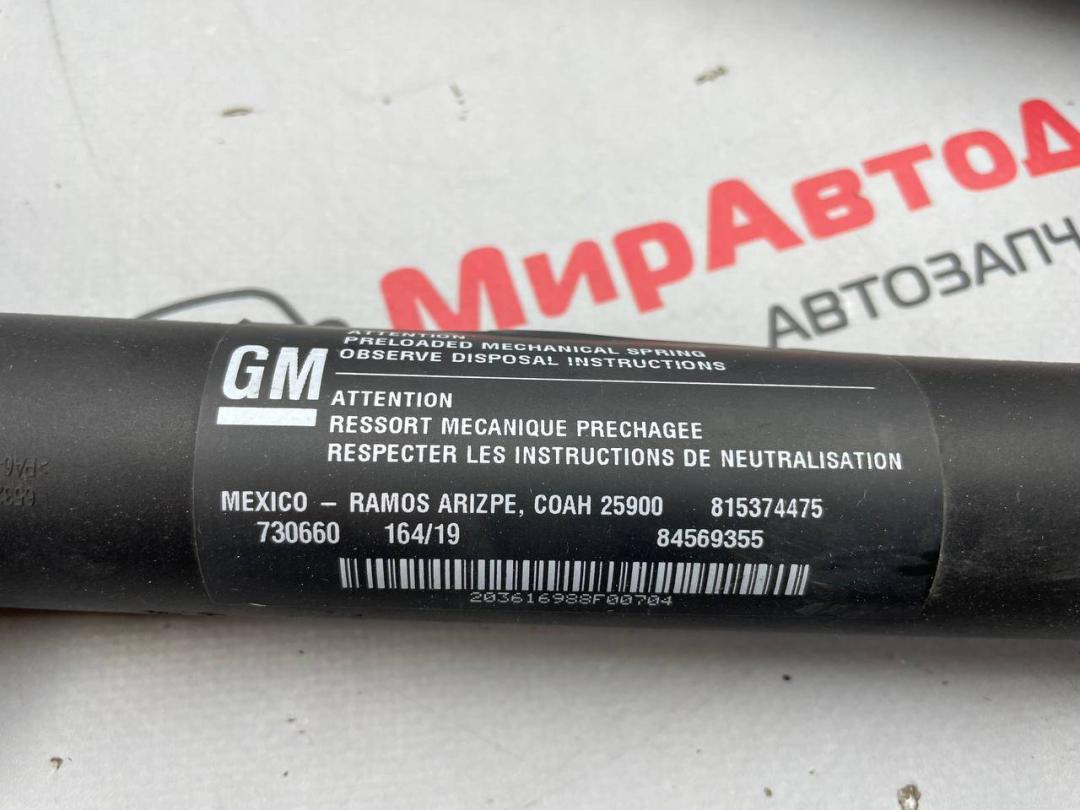 МирАвтоД
АВТОЗАПЧ
ATTENTION
PRELOADED MECHANICAL SPRING
OBSERVE DISPOSAL INSTRUCTIONS
GM
ATTENTION
RESSORT MECANIQUE PRECHAGEE
RESPECTER LES INSTRUCTIONS DE NEUTRALISATION
MEXICO – RAMOS ARIZPE, COAH 25900 815374475
730660 164/19 84569355
203616988F00704